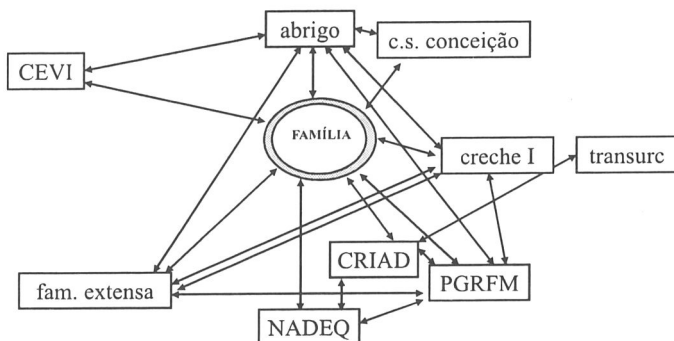 abrigo
c.s. conceição
CEVI
FAMÍLIA
creche I
transurc
CRIAD
fam. extensa
PGRFM
NADEQ